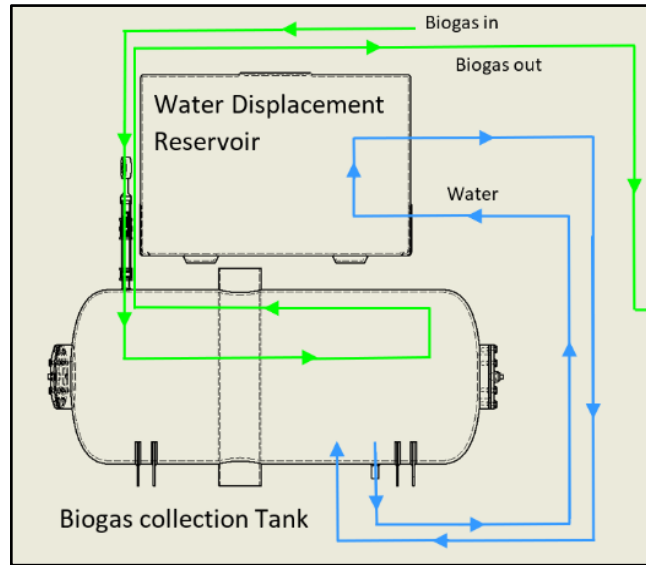 Biogas in
Biogas out
Water Displacement
Reservoir
Water
Biogas collection Tank